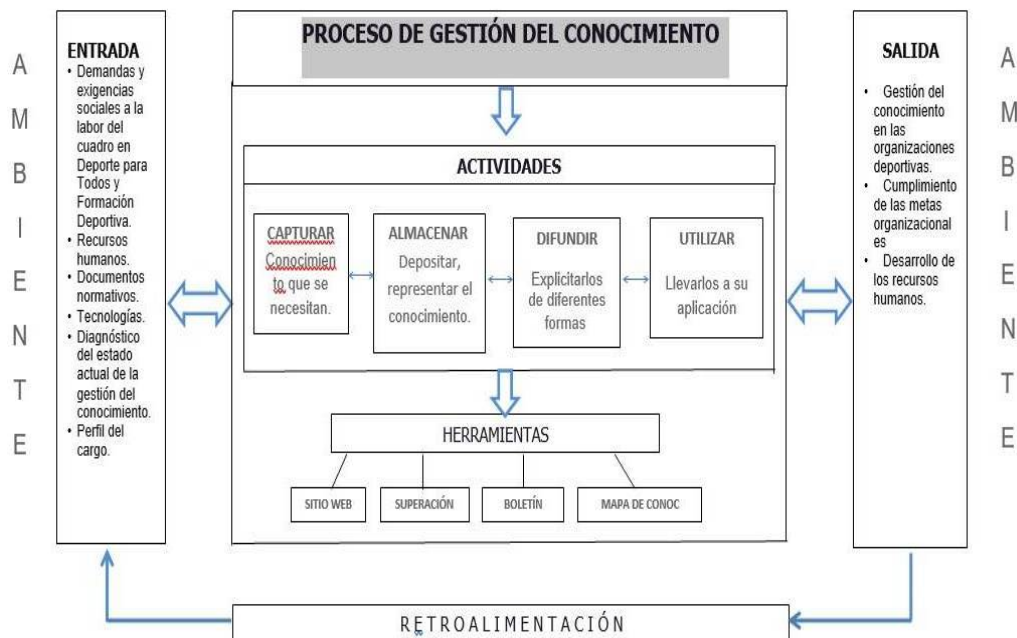 PROCESO DE GESTIÓN DEL CONOCIMIENTO
A
M
B
I
E
N
T
E
ENTRADA
• Demandas y
exigencias
sociales a la
labor del
cuadro en
Deporte para
Todos y
Formación
Deportiva.
• Recursos
humanos.
• Documentos
normativos.
• Tecnologías.
• Diagnóstico
del estado
actual de la
gestión del
conocimiento.
• Perfil del
cargo.
ACTIVIDADES
CAPTURAR
Conocimien
to que se
necesitan.
ALMACENAR
Depositar,
representar el
conocimiento.
DIFUNDIR
Explicitarlos
de diferentes
formas
UTILIZAR
Llevarlos a su
aplicación
HERRAMIENTAS
SITIO WEB
SUPERACIÓN
BOLETÍN
MAPA DE CONOC
SALIDA
• Gestión del
conocimiento
en las
organizaciones
deportivas.
• Cumplimiento
de las metas
organizacional
es
• Desarrollo de
los recursos
humanos.
A
M
B
I
E
N
T
E
RETROALIMENTACIÓN